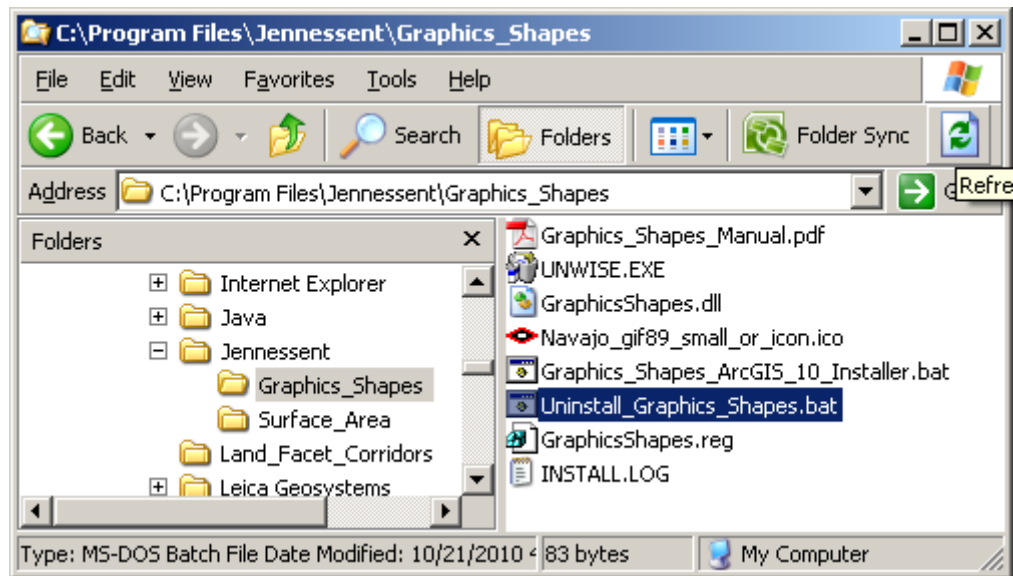 C:\Program Files\Jennessent\Graphics_Shapes
File Edit View Favorites Tools Help
Back Search Folders Folder Sync
Address C:\Program Files\Jennessent\Graphics_Shapes Refre
Folders
Internet Explorer
Java
Jennessent
Graphics_Shapes
Surface_Area
Land_Facet_Corridors
Leica Geosystems
Graphics_Shapes_Manual.pdf
UNWISE.EXE
GraphicsShapes.dll
Navajo_gif89_small_or_icon.ico
Graphics_Shapes_ArcGIS_10_Installer.bat
Uninstall_Graphics_Shapes.bat
GraphicsShapes.reg
INSTALL.LOG
Type: MS-DOS Batch File Date Modified: 10/21/2010 83 bytes My Computer